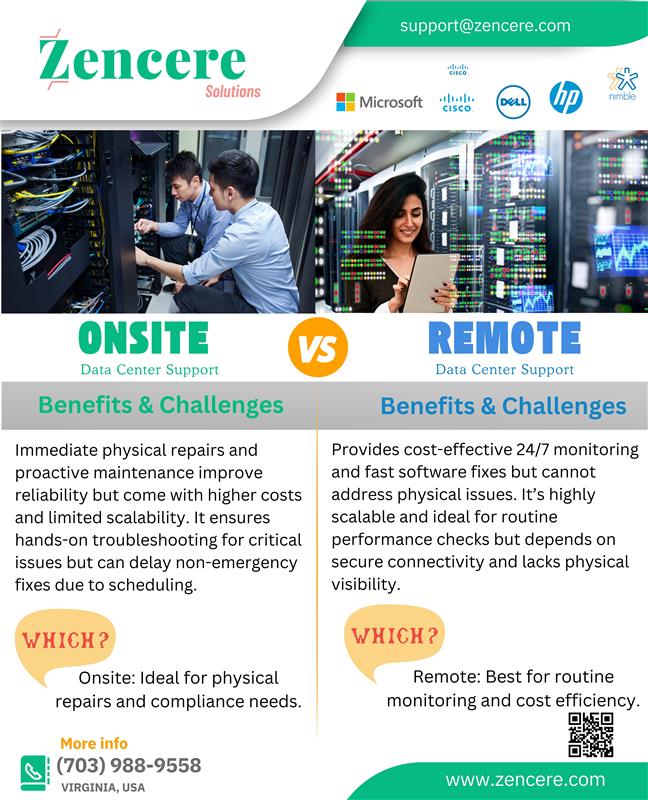 Zencere
Solutions
support@zencere.com
CISCO
Microsoft
CISCO
DELL
hp
nimble
ONSITE
Data Center Support
VS
REMOTE
Data Center Support
Benefits & Challenges
Immediate physical repairs and
proactive maintenance improve
reliability but come with higher costs
and limited scalability. It ensures
hands-on troubleshooting for critical
issues but can delay non-emergency
fixes due to scheduling.
WHICH?
Onsite: Ideal for physical
repairs and compliance needs.
Benefits & Challenges
Provides cost-effective 24/7 monitoring
and fast software fixes but cannot
address physical issues. It’s highly
scalable and ideal for routine
performance checks but depends on
secure connectivity and lacks physical
visibility.
WHICH?
Remote: Best for routine
monitoring and cost efficiency.
More info
(703) 988-9558
VIRGINIA, USA
www.zencere.com